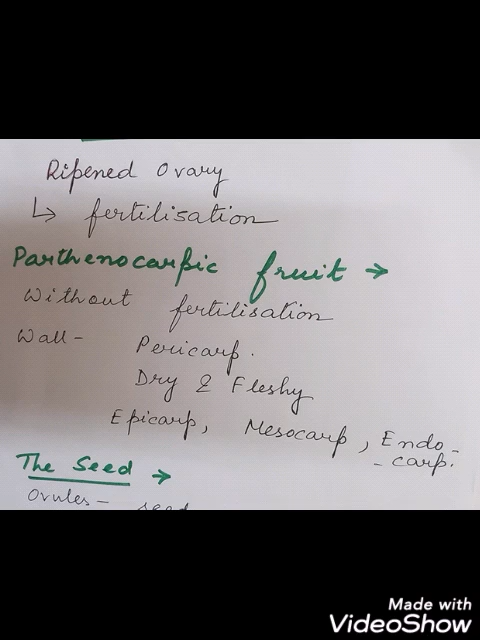 Ripened Ovary
↳ fertilisation
Parthenocarpic fruit →
Without fertilisation
Wall - Pericarp.
Dry & Fleshy
Epicarp, Mesocarp, Endo-
- carp.
The Seed →
Ovules - seed
Made with
VideoShow